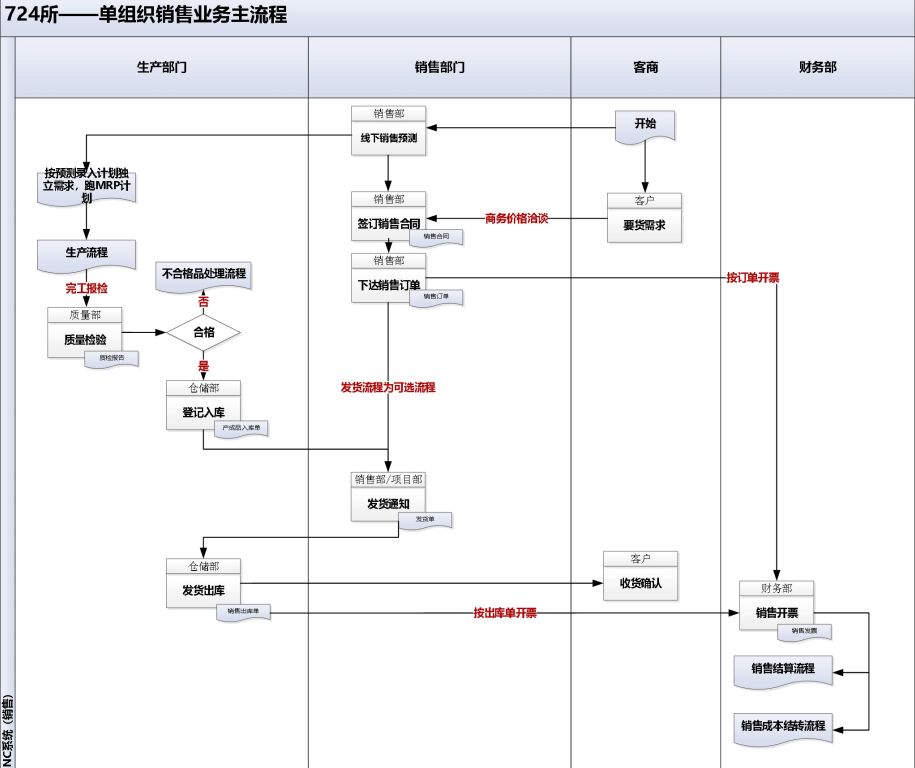 724所——单组织销售业务主流程
生产部门
销售部门
客商
财务部
销售部
线下销售预测
开始
按预测录入计划独
立需求，跑MRP计
划
销售部
签订销售合同
销售合同
商务价格洽谈
客户
要货需求
生产流程
完工报检
不合格品处理流程
否
销售部
下达销售订单
销售订单
按订单开票
质量部
质量检验
质检报告
合格
是
仓储部
登记入库
产成品入库单
发货流程为可选流程
销售部/项目部
发货通知
发货单
仓储部
发货出库
销售出库单
客户
收货确认
按出库单开票
财务部
销售开票
销售发票
销售结算流程
销售成本结转流程
NC系统（销售）